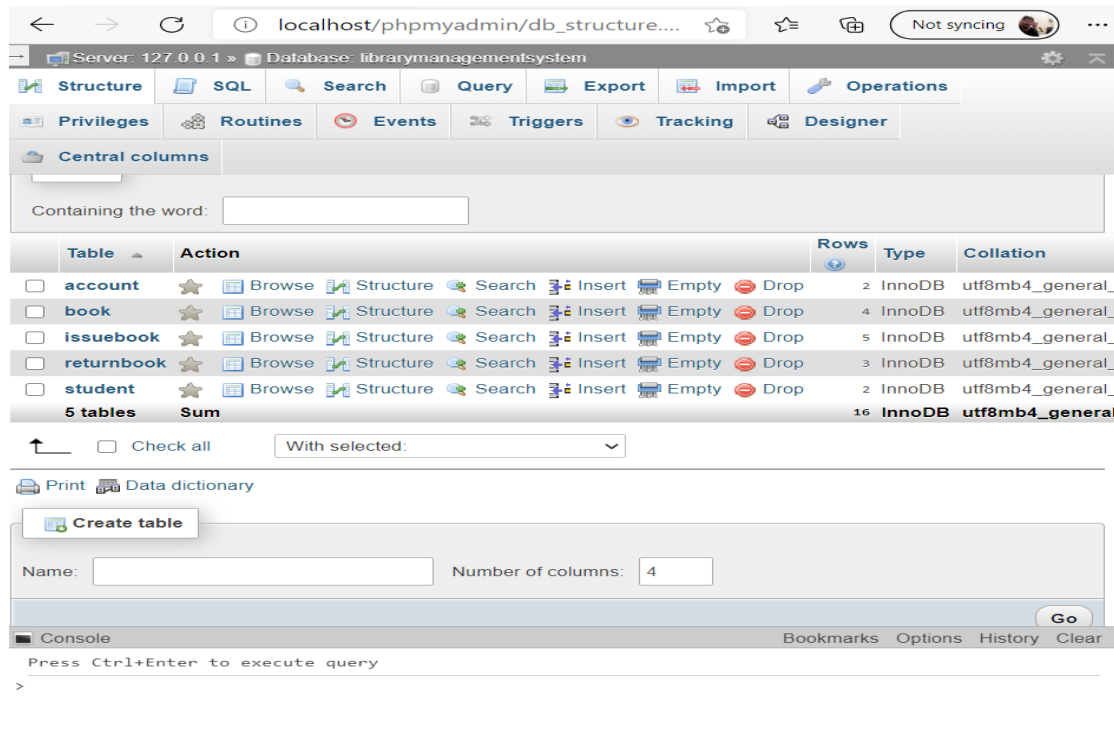 localhost/phpmyadmin/db_structure.... Not syncing
Server: 127.0.0.1 » Database: librarymanagementsystem
Structure SQL Search Query Export Import Operations
Privileges Routines Events Triggers Tracking Designer
Central columns
Containing the word:
Table Action Rows Type Collation
account Browse Structure Search Insert Empty Drop 2 InnoDB utf8mb4_general_
book Browse Structure Search Insert Empty Drop 4 InnoDB utf8mb4_general_
issuebook Browse Structure Search Insert Empty Drop 5 InnoDB utf8mb4_general_
returnbook Browse Structure Search Insert Empty Drop 3 InnoDB utf8mb4_general_
student Browse Structure Search Insert Empty Drop 2 InnoDB utf8mb4_general_
5 tables Sum 16 InnoDB utf8mb4_general
Check all With selected:
Print Data dictionary
Create table
Name: Number of columns: 4
Go
Console Bookmarks Options History Clear
Press Ctrl+Enter to execute query
>